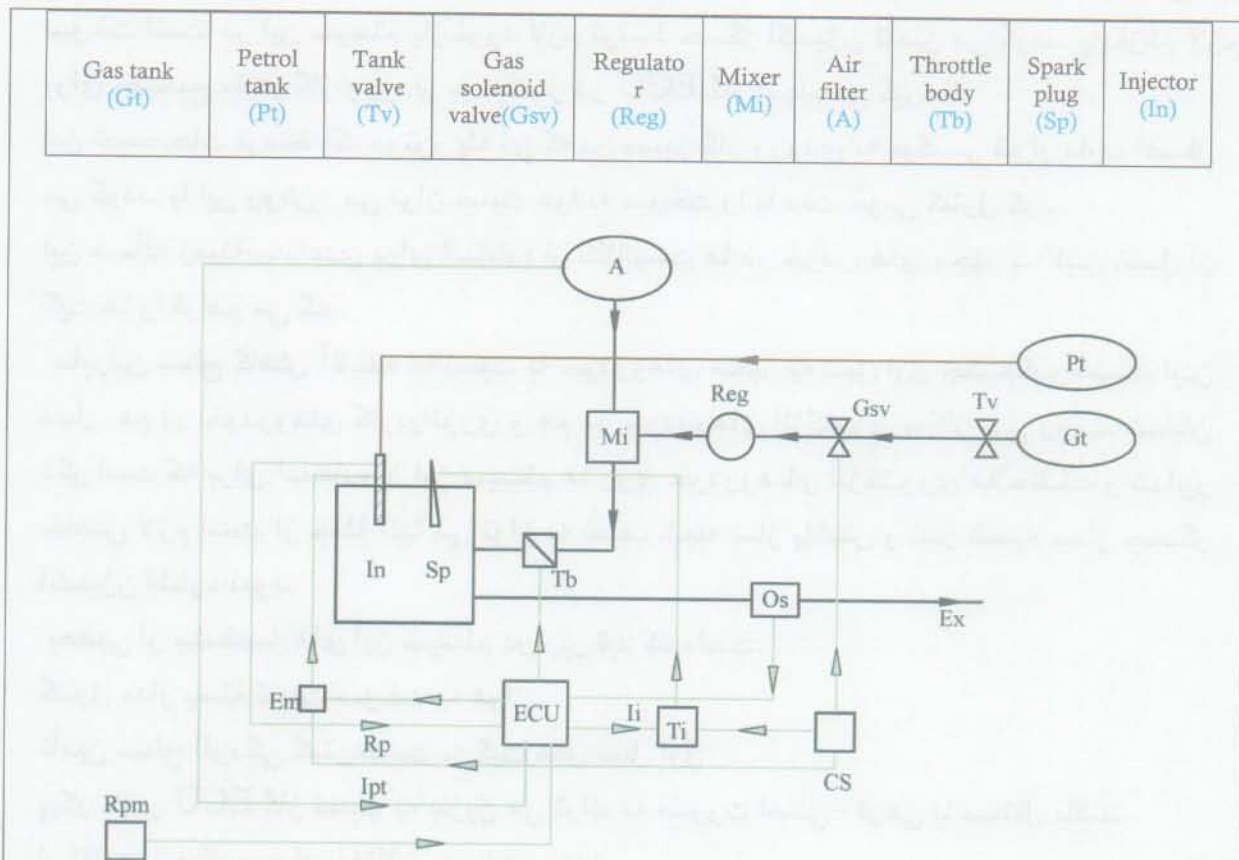 Gas tank
(Gt)
Petrol
tank
(Pt)
Tank
valve
(Tv)
Gas
solenoid
valve(Gsv)
Regulato
r
(Reg)
Mixer
(Mi)
Air
filter
(A)
Throttle
body
(Tb)
Spark
plug
(Sp)
Injector
(In)
A
Pt
Reg
Gsv
Tv
Mi
Gt
In
Sp
Tb
Os
Ex
Em
ECU
Ii
Ti
Rp
CS
Ipt
Rpm